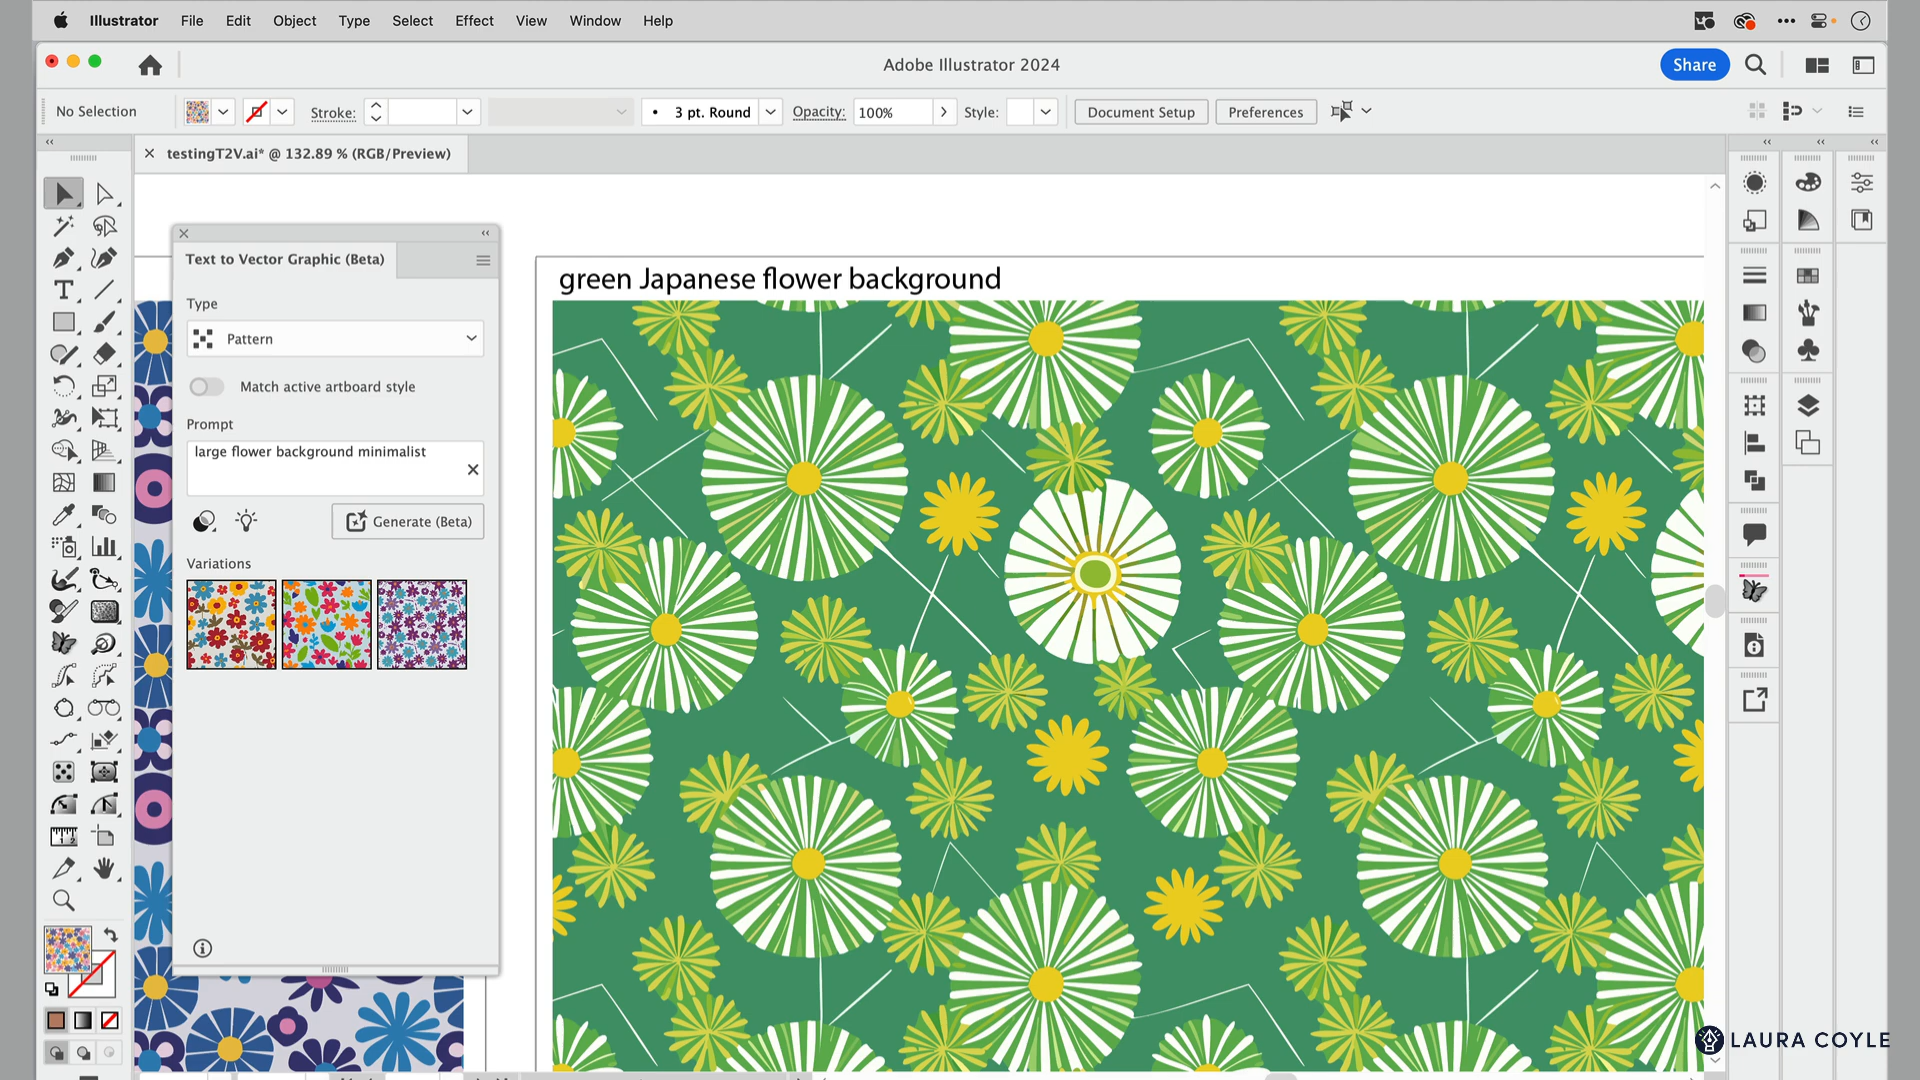 Illustrator File Edit Object Type Select Effect View Window Help
Adobe Illustrator 2024
Share
No Selection
Stroke:
3 pt. Round
Opacity:
100%
Style:
Document Setup
Preferences
testingT2V.ai* @ 132.89 % (RGB/Preview)
Text to Vector Graphic (Beta)
Type
Pattern
Match active artboard style
Prompt
large flower background minimalist
Generate (Beta)
Variations
green Japanese flower background
LAURA COYLE